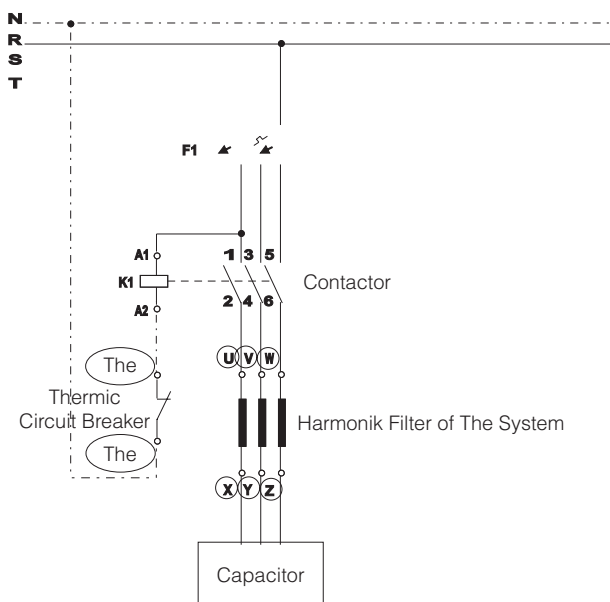 N
R
S
T
F1
A1
1 3 5
K1
Contactor
A2
2 4 6
U V W
The
Thermic
Circuit Breaker
Harmonik Filter of The System
The
X Y Z
Capacitor